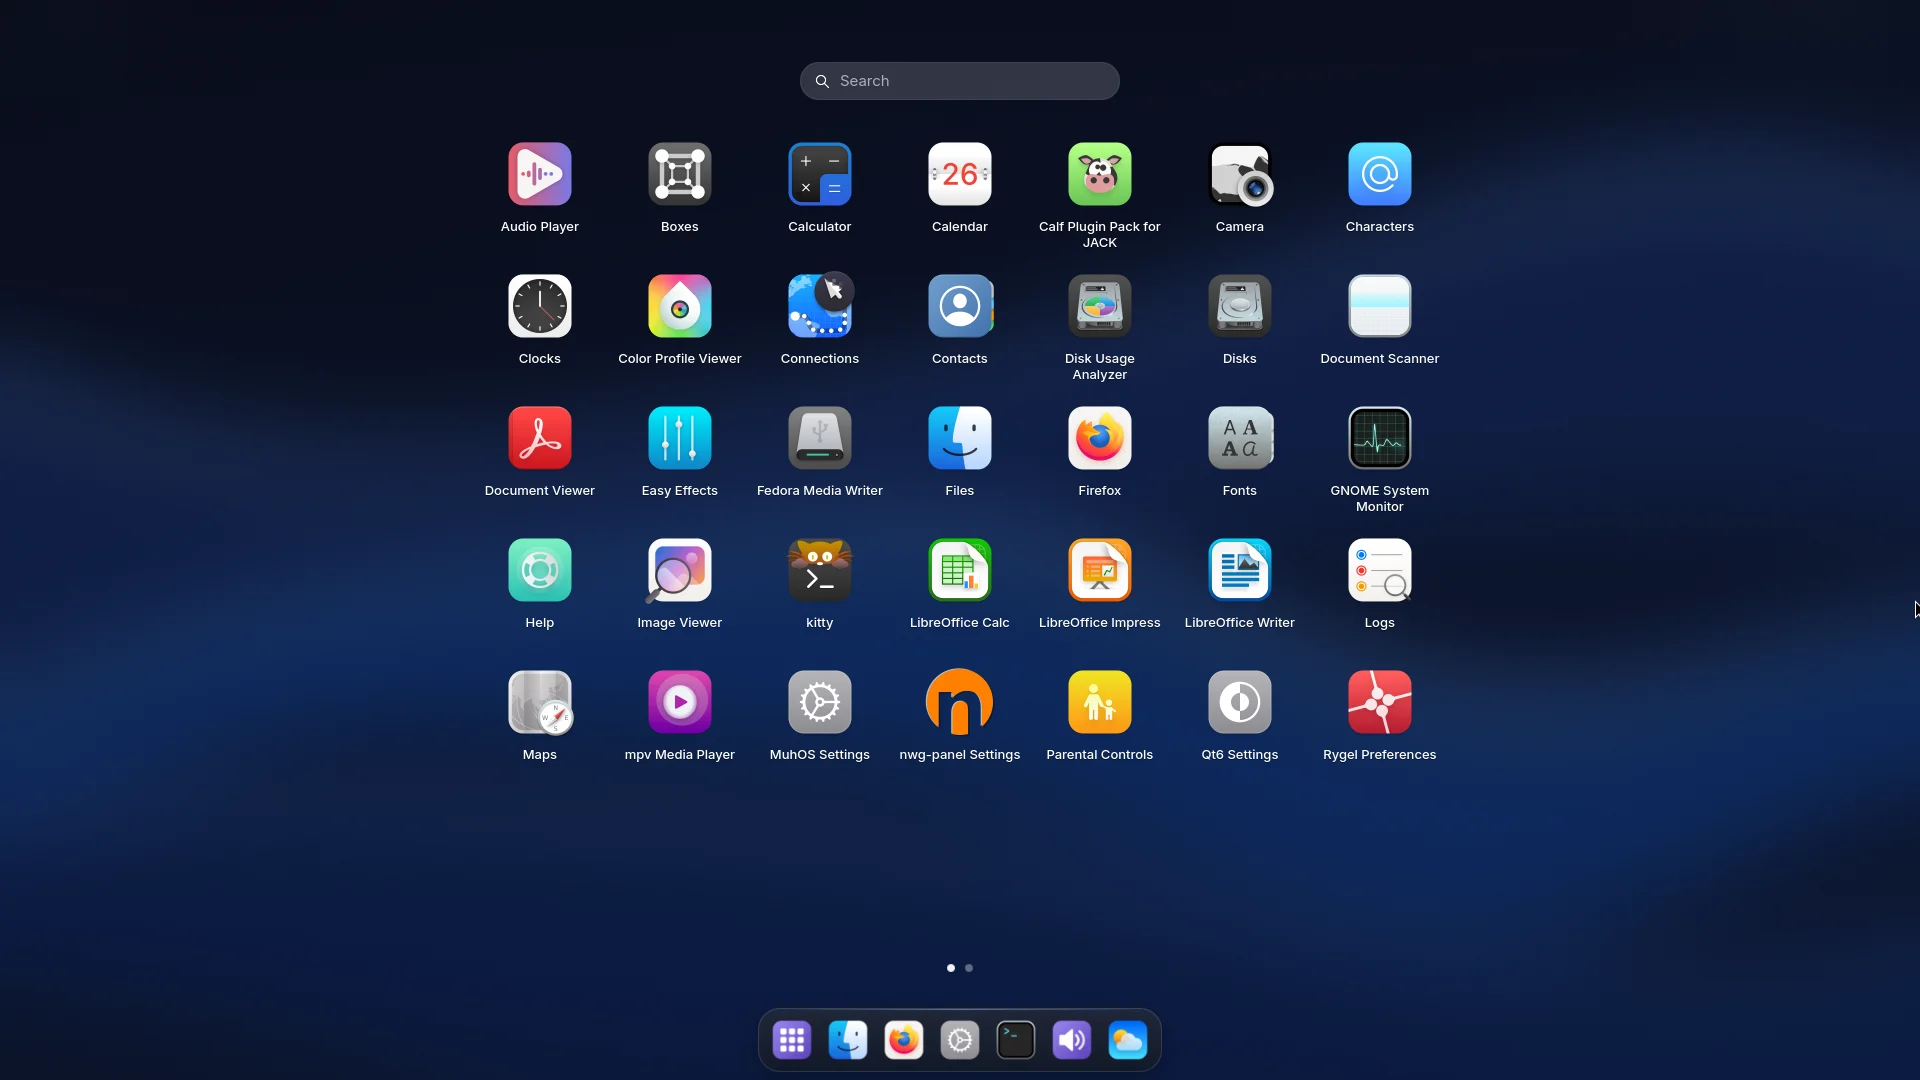 Search
26
Audio Player
Boxes
Calculator
Calendar
Calf Plugin Pack for
JACK
Camera
Characters
Clocks
Color Profile Viewer
Connections
Contacts
Disk Usage
Analyzer
Disks
Document Scanner
A A
A a
Document Viewer
Easy Effects
Fedora Media Writer
Files
Firefox
Fonts
GNOME System
Monitor
>_
Help
Image Viewer
kitty
LibreOffice Calc
LibreOffice Impress
LibreOffice Writer
Logs
N
W E
S
n
Maps
mpv Media Player
MuhOS Settings
nwg-panel Settings
Parental Controls
Qt6 Settings
Rygel Preferences
>_